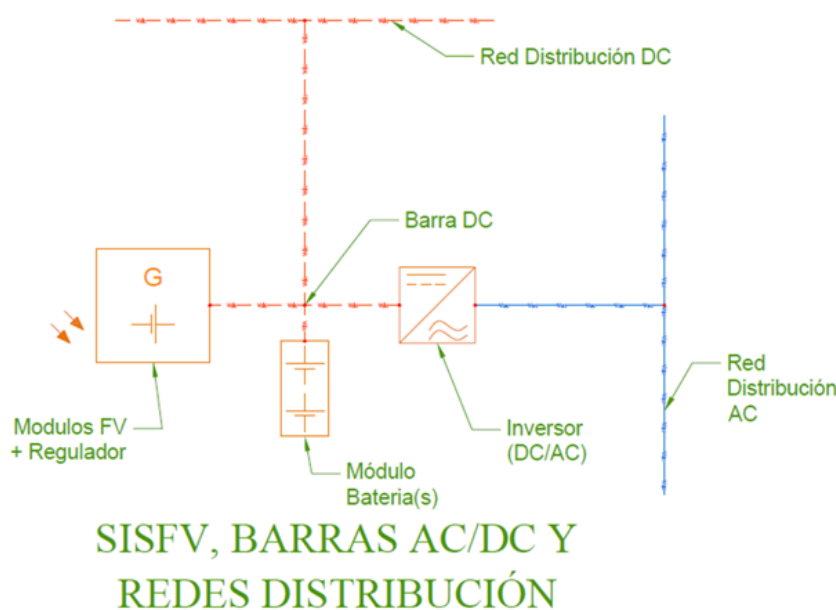 Red Distribución DC
Barra DC
G
Modulos FV
+ Regulador
Módulo
Bateria(s)
Inversor
(DC/AC)
Red
Distribución
AC
SISFV, BARRAS AC/DC Y
REDES DISTRIBUCIÓN